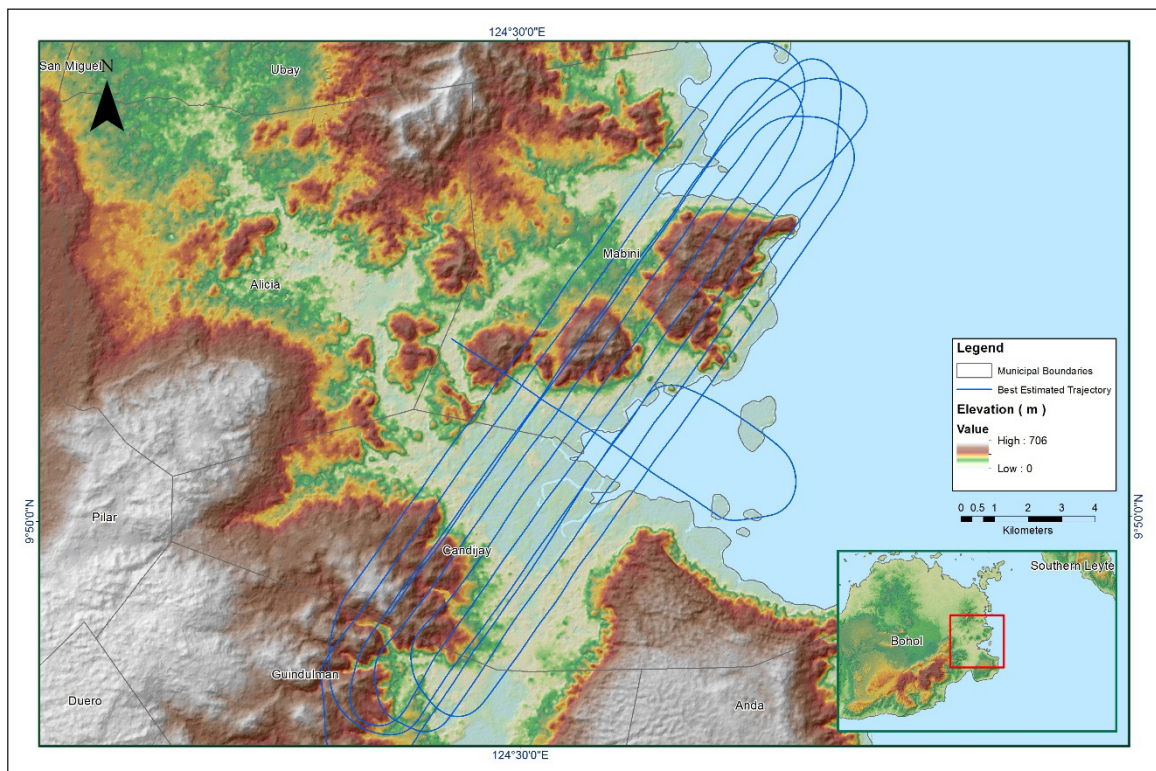 124°30'0"E
San Miguel
N
Ubay
Mabini
Alicia
Legend
Municipal Boundaries
Best Estimated Trajectory
Elevation ( m )
Value
High : 706
Low : 0
0 0.5 1 2 3 4
Kilometers
Pilar
9°50'0"N
9°50'0"N
Candijay
Southern Leyte
Bohol
Guindulman
Duero
Anda
124°30'0"E